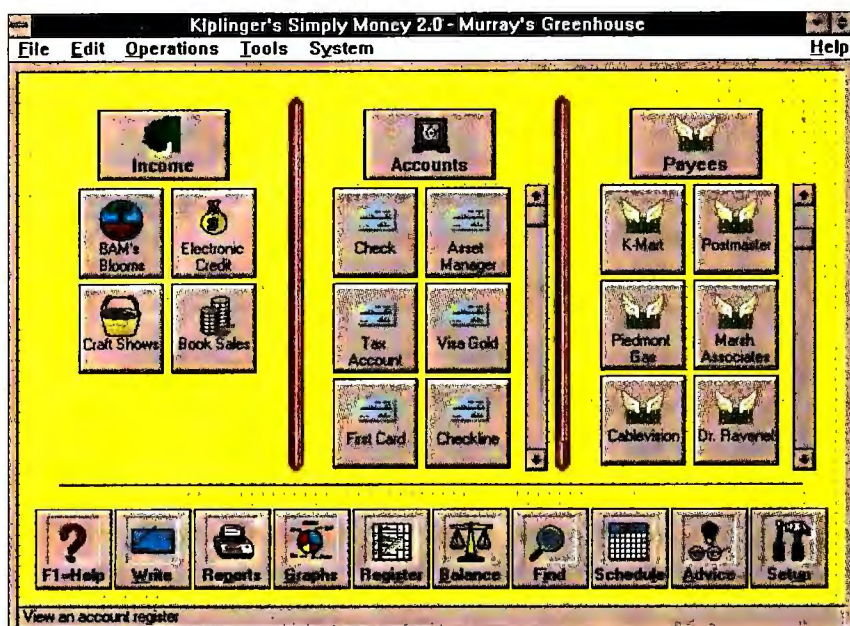 Kiplinger's Simply Money 2.0 - Murray's Greenhouse
File Edit Operations Tools System Help
Income
Accounts
Payees
BAM's
Blooms
Electronic
Credit
Craft Shows
Book Sales
Check
Asset
Manager
Tax
Account
Visa Gold
First Card
Checkline
K-Mart
Postmaster
Piedmont
Gas
Marsh
Associates
Cablevision
Dr. Ravenel
F1=Help
Write
Reports
Graphs
Register
Balance
Find
Schedule
Advice
Setup
View an account register